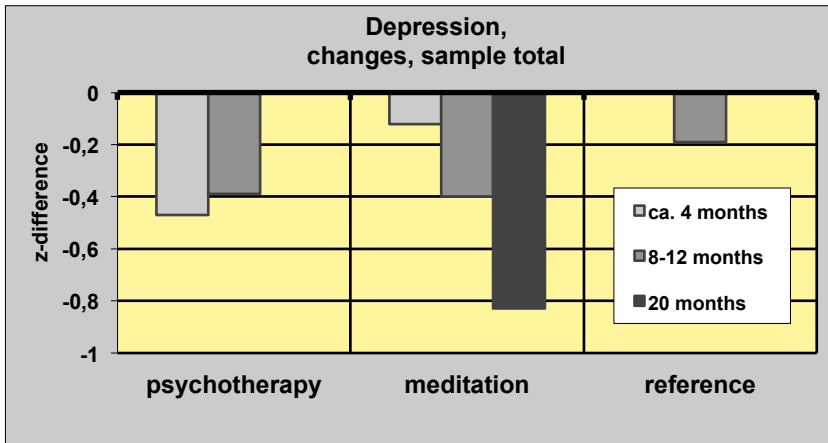 Depression,
changes, sample total
z-difference
0
-0,2
-0,4
-0,6
-0,8
-1
ca. 4 months
8-12 months
20 months
psychotherapy meditation reference